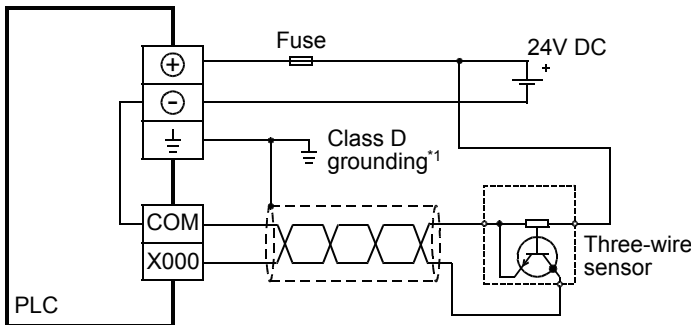 Fuse
24V DC
+
+
-
Class D
grounding*1
COM
X000
Three-wire
sensor
PLC